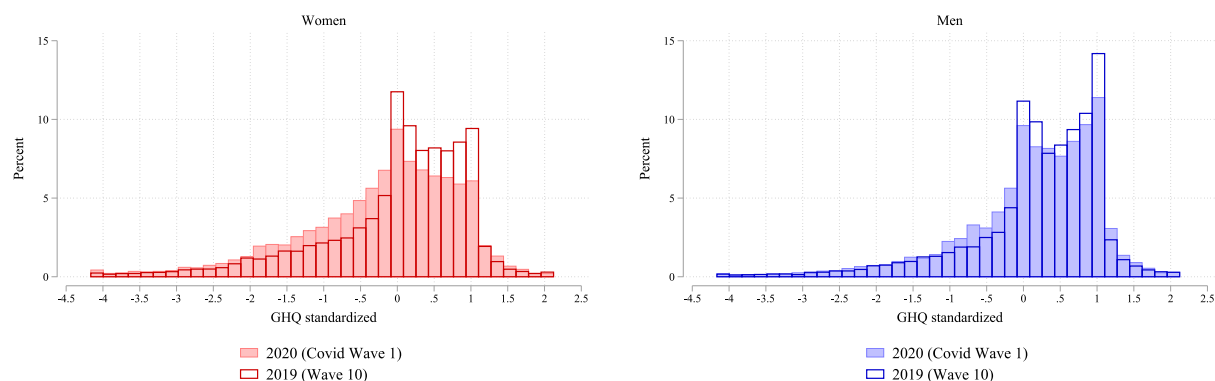 Women
15
10
5
0
Percent
-4.5 -4 -3.5 -3 -2.5 -2 -1.5 -1 -.5 0 .5 1 1.5 2 2.5
GHQ standardized
2020 (Covid Wave 1)
2019 (Wave 10)
Men
15
10
5
0
Percent
-4.5 -4 -3.5 -3 -2.5 -2 -1.5 -1 -.5 0 .5 1 1.5 2 2.5
GHQ standardized
2020 (Covid Wave 1)
2019 (Wave 10)